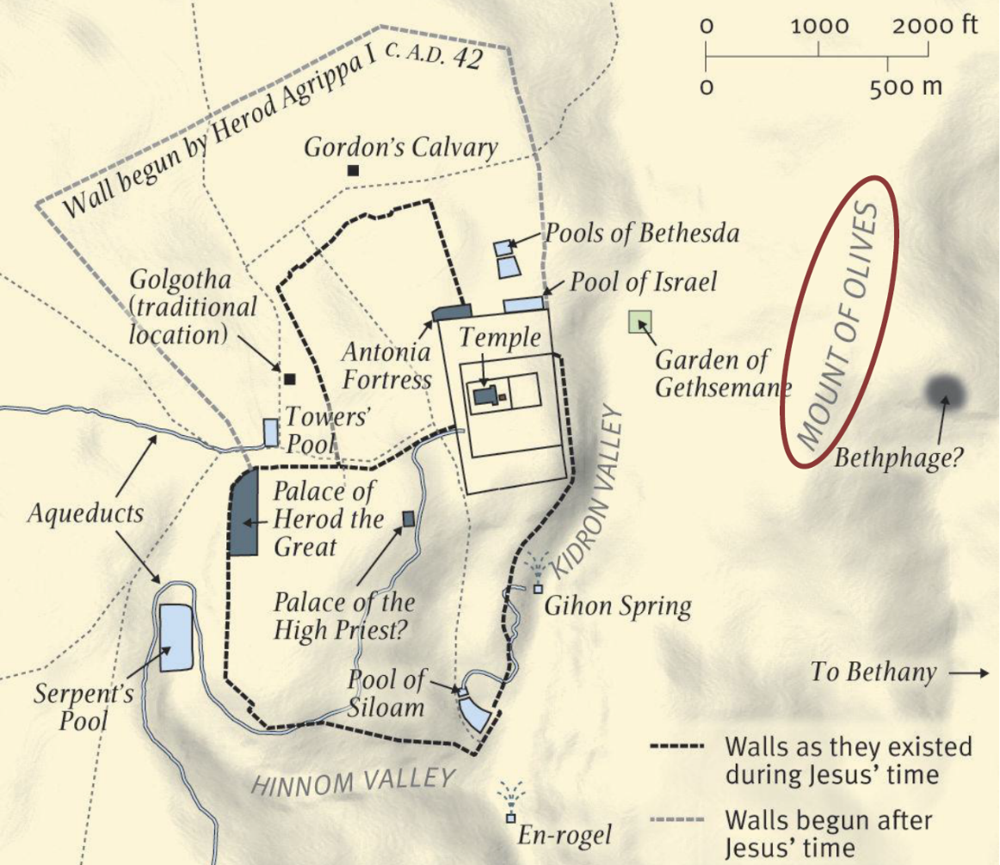 0 1000 2000 ft
0 500 m
Wall begun by Herod Agrippa I C. A.D. 42
Gordon's Calvary
Pools of Bethesda
Pool of Israel
Golgotha
(traditional
location)
Antonia
Fortress
Temple
Garden of
Gethsemane
MOUNT OF OLIVES
Bethphage?
Towers'
Pool
KIDRON VALLEY
Aqueducts
Palace of
Herod the
Great
Palace of the
High Priest?
Gihon Spring
To Bethany
Serpent's
Pool
Pool of
Siloam
HINNOM VALLEY
En-rogel
Walls as they existed
during Jesus' time
Walls begun after
Jesus' time